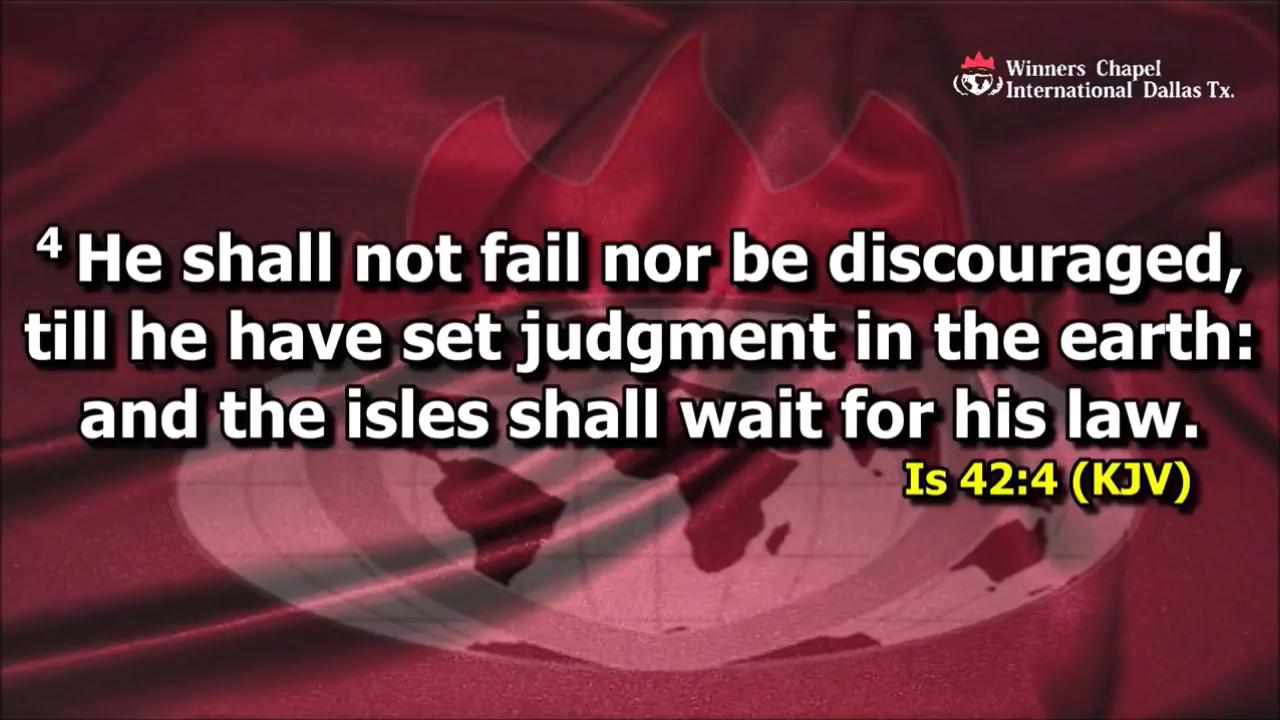 Winners Chapel
International Dallas Tx.
4 He shall not fail nor be discouraged,
till he have set judgment in the earth:
and the isles shall wait for his law.
Is 42:4 (KJV)